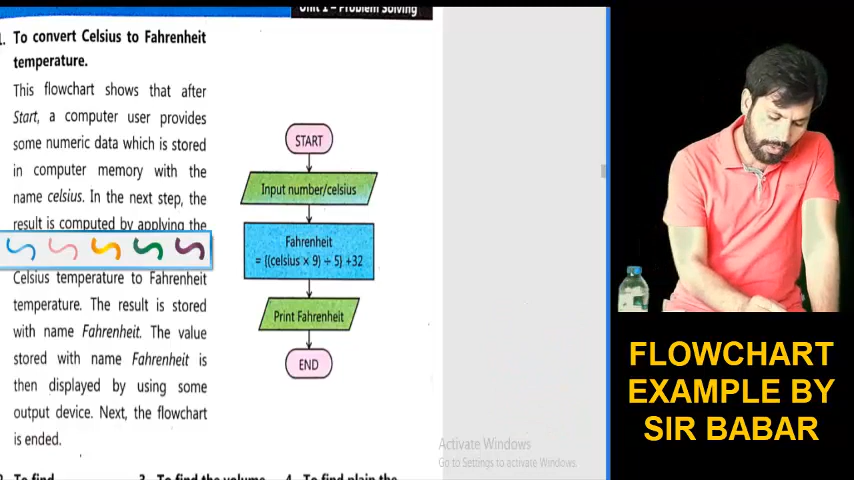 Unit 1 – Problem Solving
1. To convert Celsius to Fahrenheit
temperature.
This flowchart shows that after
Start, a computer user provides
some numeric data which is stored
in computer memory with the
name celsius. In the next step, the
result is computed by applying the
Celsius temperature to Fahrenheit
temperature. The result is stored
with name Fahrenheit. The value
stored with name Fahrenheit is
then displayed by using some
output device. Next, the flowchart
is ended.
START
Input number/celsius
Fahrenheit
= {(celsius × 9) ÷ 5} +32
Print Fahrenheit
END
2. To find
3. To find the volume
4. To find plain the
Activate Windows
Go to Settings to activate Windows.
FLOWCHART
EXAMPLE BY
SIR BABAR